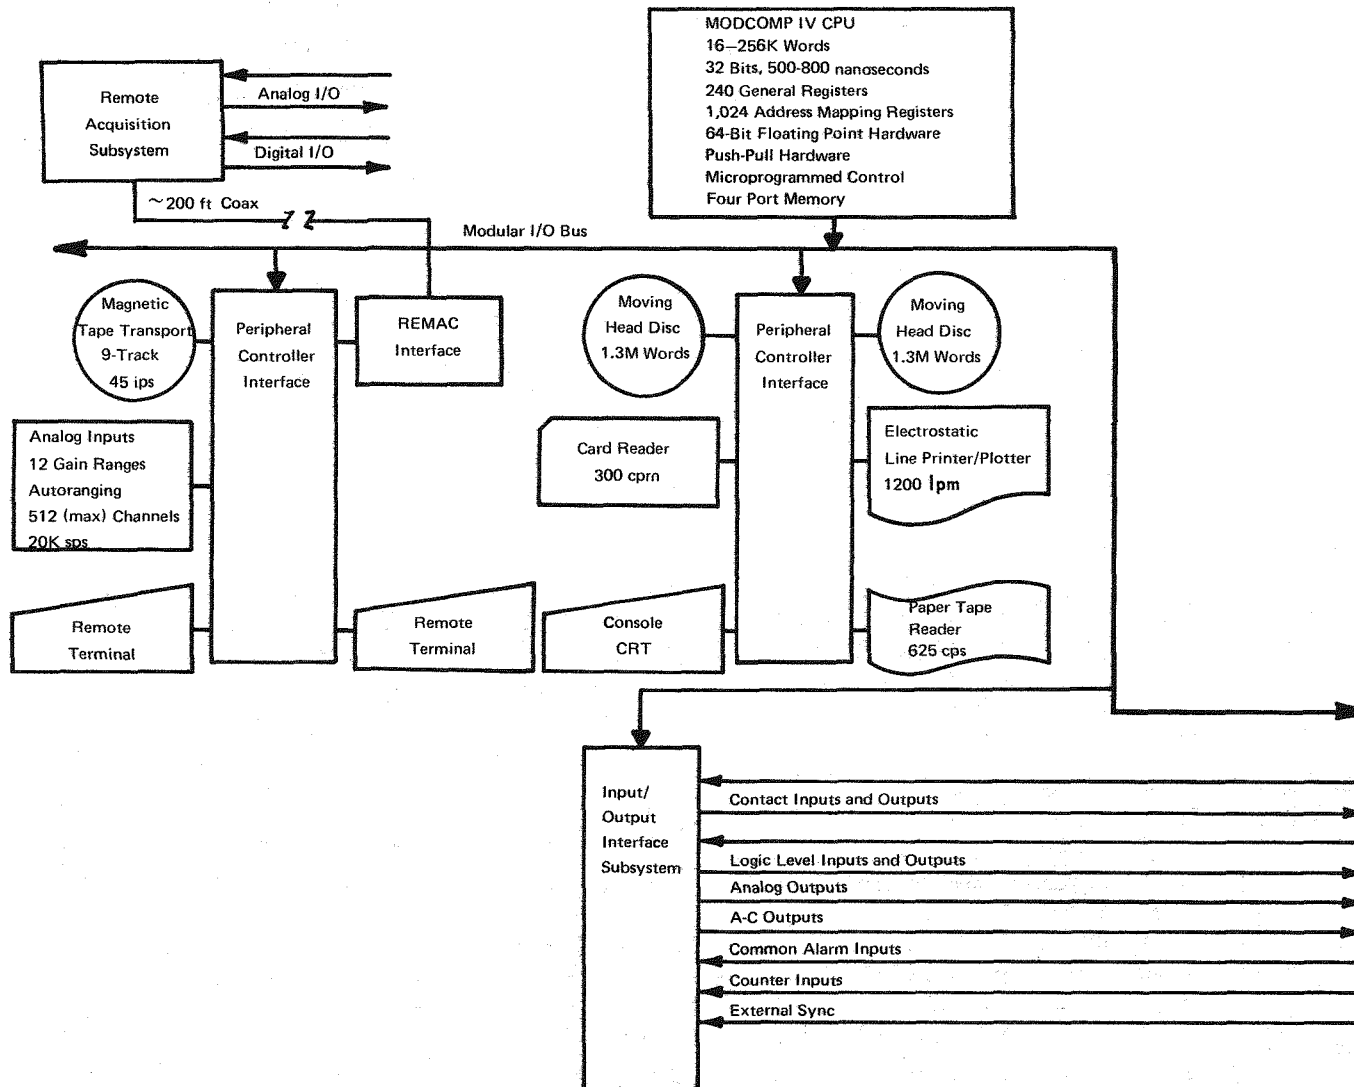 MODCOMP IV CPU
16–256K Words
32 Bits, 500-800 nanoseconds
240 General Registers
1,024 Address Mapping Registers
64-Bit Floating Point Hardware
Push-Pull Hardware
Microprogrammed Control
Four Port Memory
Remote
Acquisition
Subsystem
Analog I/O
Digital I/O
~200 ft Coax
Modular I/O Bus
Magnetic
Tape Transport
9-Track
45 ips
Peripheral
Controller
Interface
REMAC
Interface
Moving
Head Disc
1.3M Words
Peripheral
Controller
Interface
Moving
Head Disc
1.3M Words
Analog Inputs
12 Gain Ranges
Autoranging
512 (max) Channels
20K sps
Card Reader
300 cpm
Electrostatic
Line Printer/Plotter
1200 lpm
Remote
Terminal
Remote
Terminal
Console
CRT
Paper Tape
Reader
625 cps
Input/
Output
Interface
Subsystem
Contact Inputs and Outputs
Logic Level Inputs and Outputs
Analog Outputs
A-C Outputs
Common Alarm Inputs
Counter Inputs
External Sync